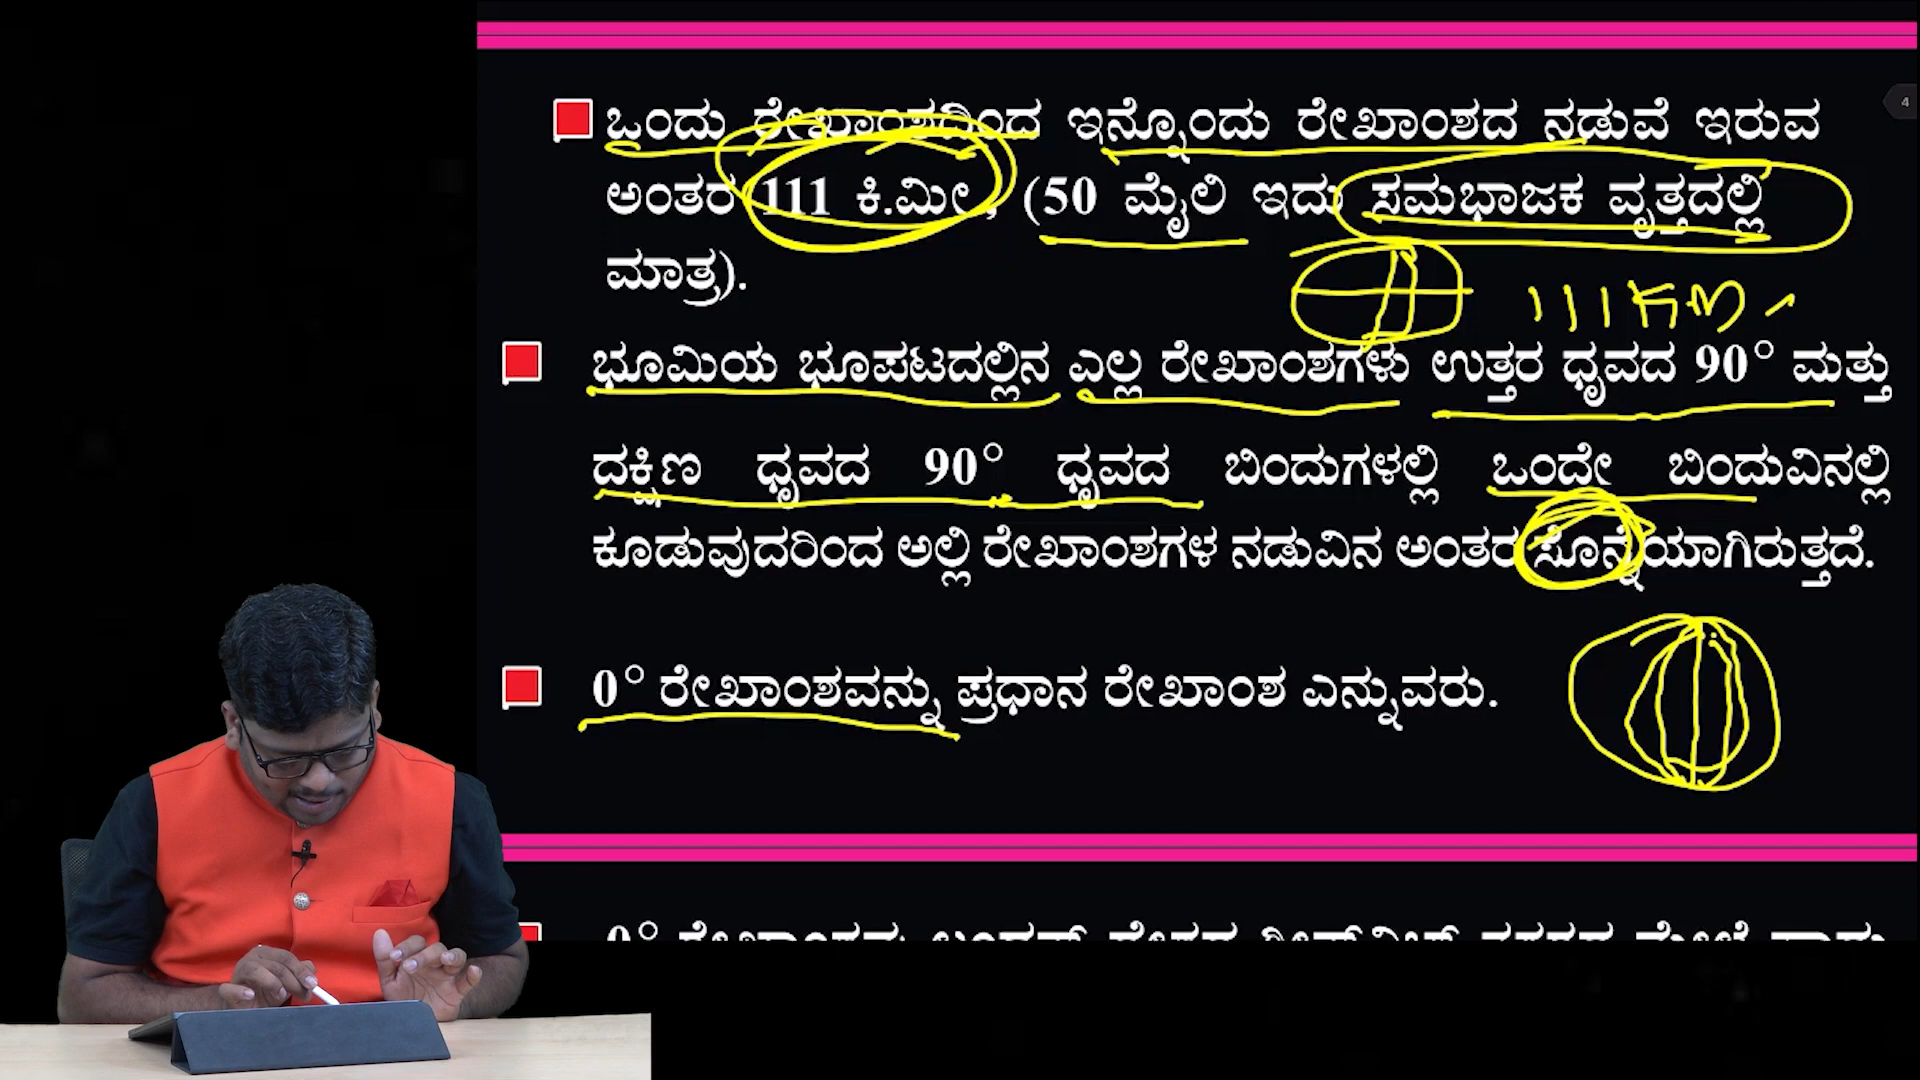 ಒಂದು ರೇಖಾಂಶದಿಂದ ಇನ್ನೊಂದು ರೇಖಾಂಶದ ನಡುವೆ ಇರುವ
ಅಂತರ 111 ಕಿ.ಮೀ, (50 ಮೈಲಿ ಇದು ಸಮಭಾಜಕ ವೃತ್ತದಲ್ಲಿ
ಮಾತ್ರ).
111 ಕಿ.ಮೀ
ಭೂಮಿಯ ಭೂಪಟದಲ್ಲಿನ ಎಲ್ಲ ರೇಖಾಂಶಗಳು ಉತ್ತರ ಧೃವದ 90° ಮತ್ತು
ದಕ್ಷಿಣ ಧೃವದ 90° ಧೃವದ ಬಿಂದುಗಳಲ್ಲಿ ಒಂದೇ ಬಿಂದುವಿನಲ್ಲಿ
ಕೂಡುವುದರಿಂದ ಅಲ್ಲಿ ರೇಖಾಂಶಗಳ ನಡುವಿನ ಅಂತರ ಸೊನ್ನೆಯಾಗಿರುತ್ತದೆ.
0° ರೇಖಾಂಶವನ್ನು ಪ್ರಧಾನ ರೇಖಾಂಶ ಎನ್ನುವರು.
4